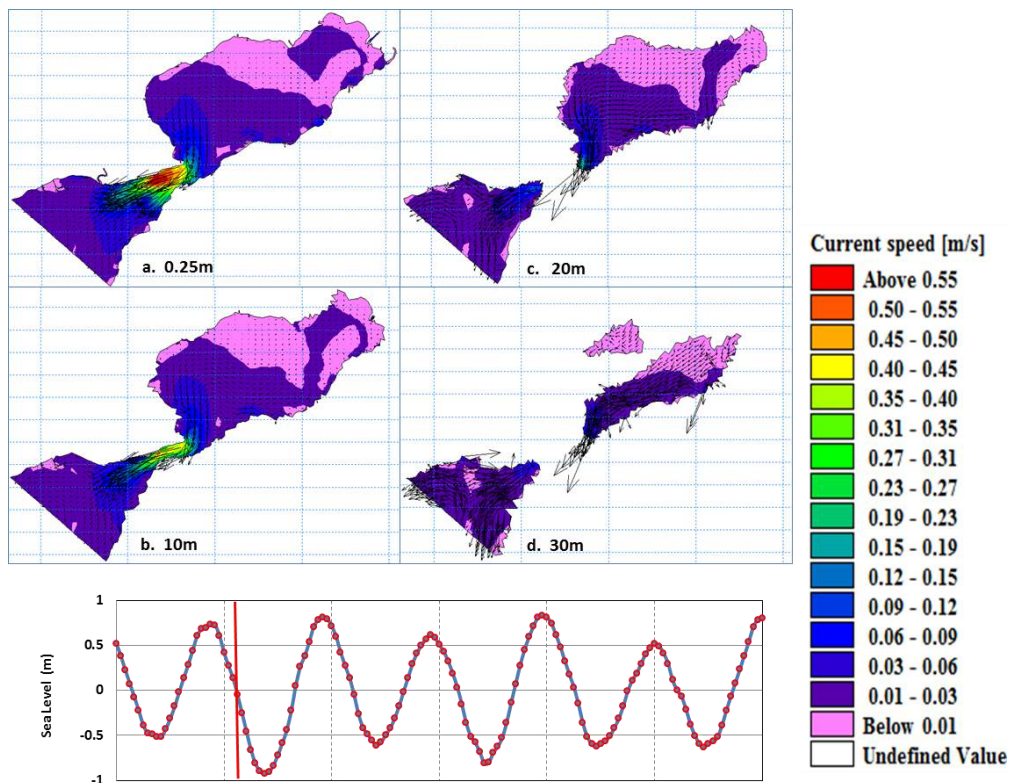 a. 0.25m
c. 20m
b. 10m
d. 30m
Current speed [m/s]
Above 0.55
0.50 - 0.55
0.45 - 0.50
0.40 - 0.45
0.35 - 0.40
0.31 - 0.35
0.27 - 0.31
0.23 - 0.27
0.19 - 0.23
0.15 - 0.19
0.12 - 0.15
0.09 - 0.12
0.06 - 0.09
0.03 - 0.06
0.01 - 0.03
Below 0.01
Undefined Value
SeaLevel (m)
1
0.5
0
-0.5
-1